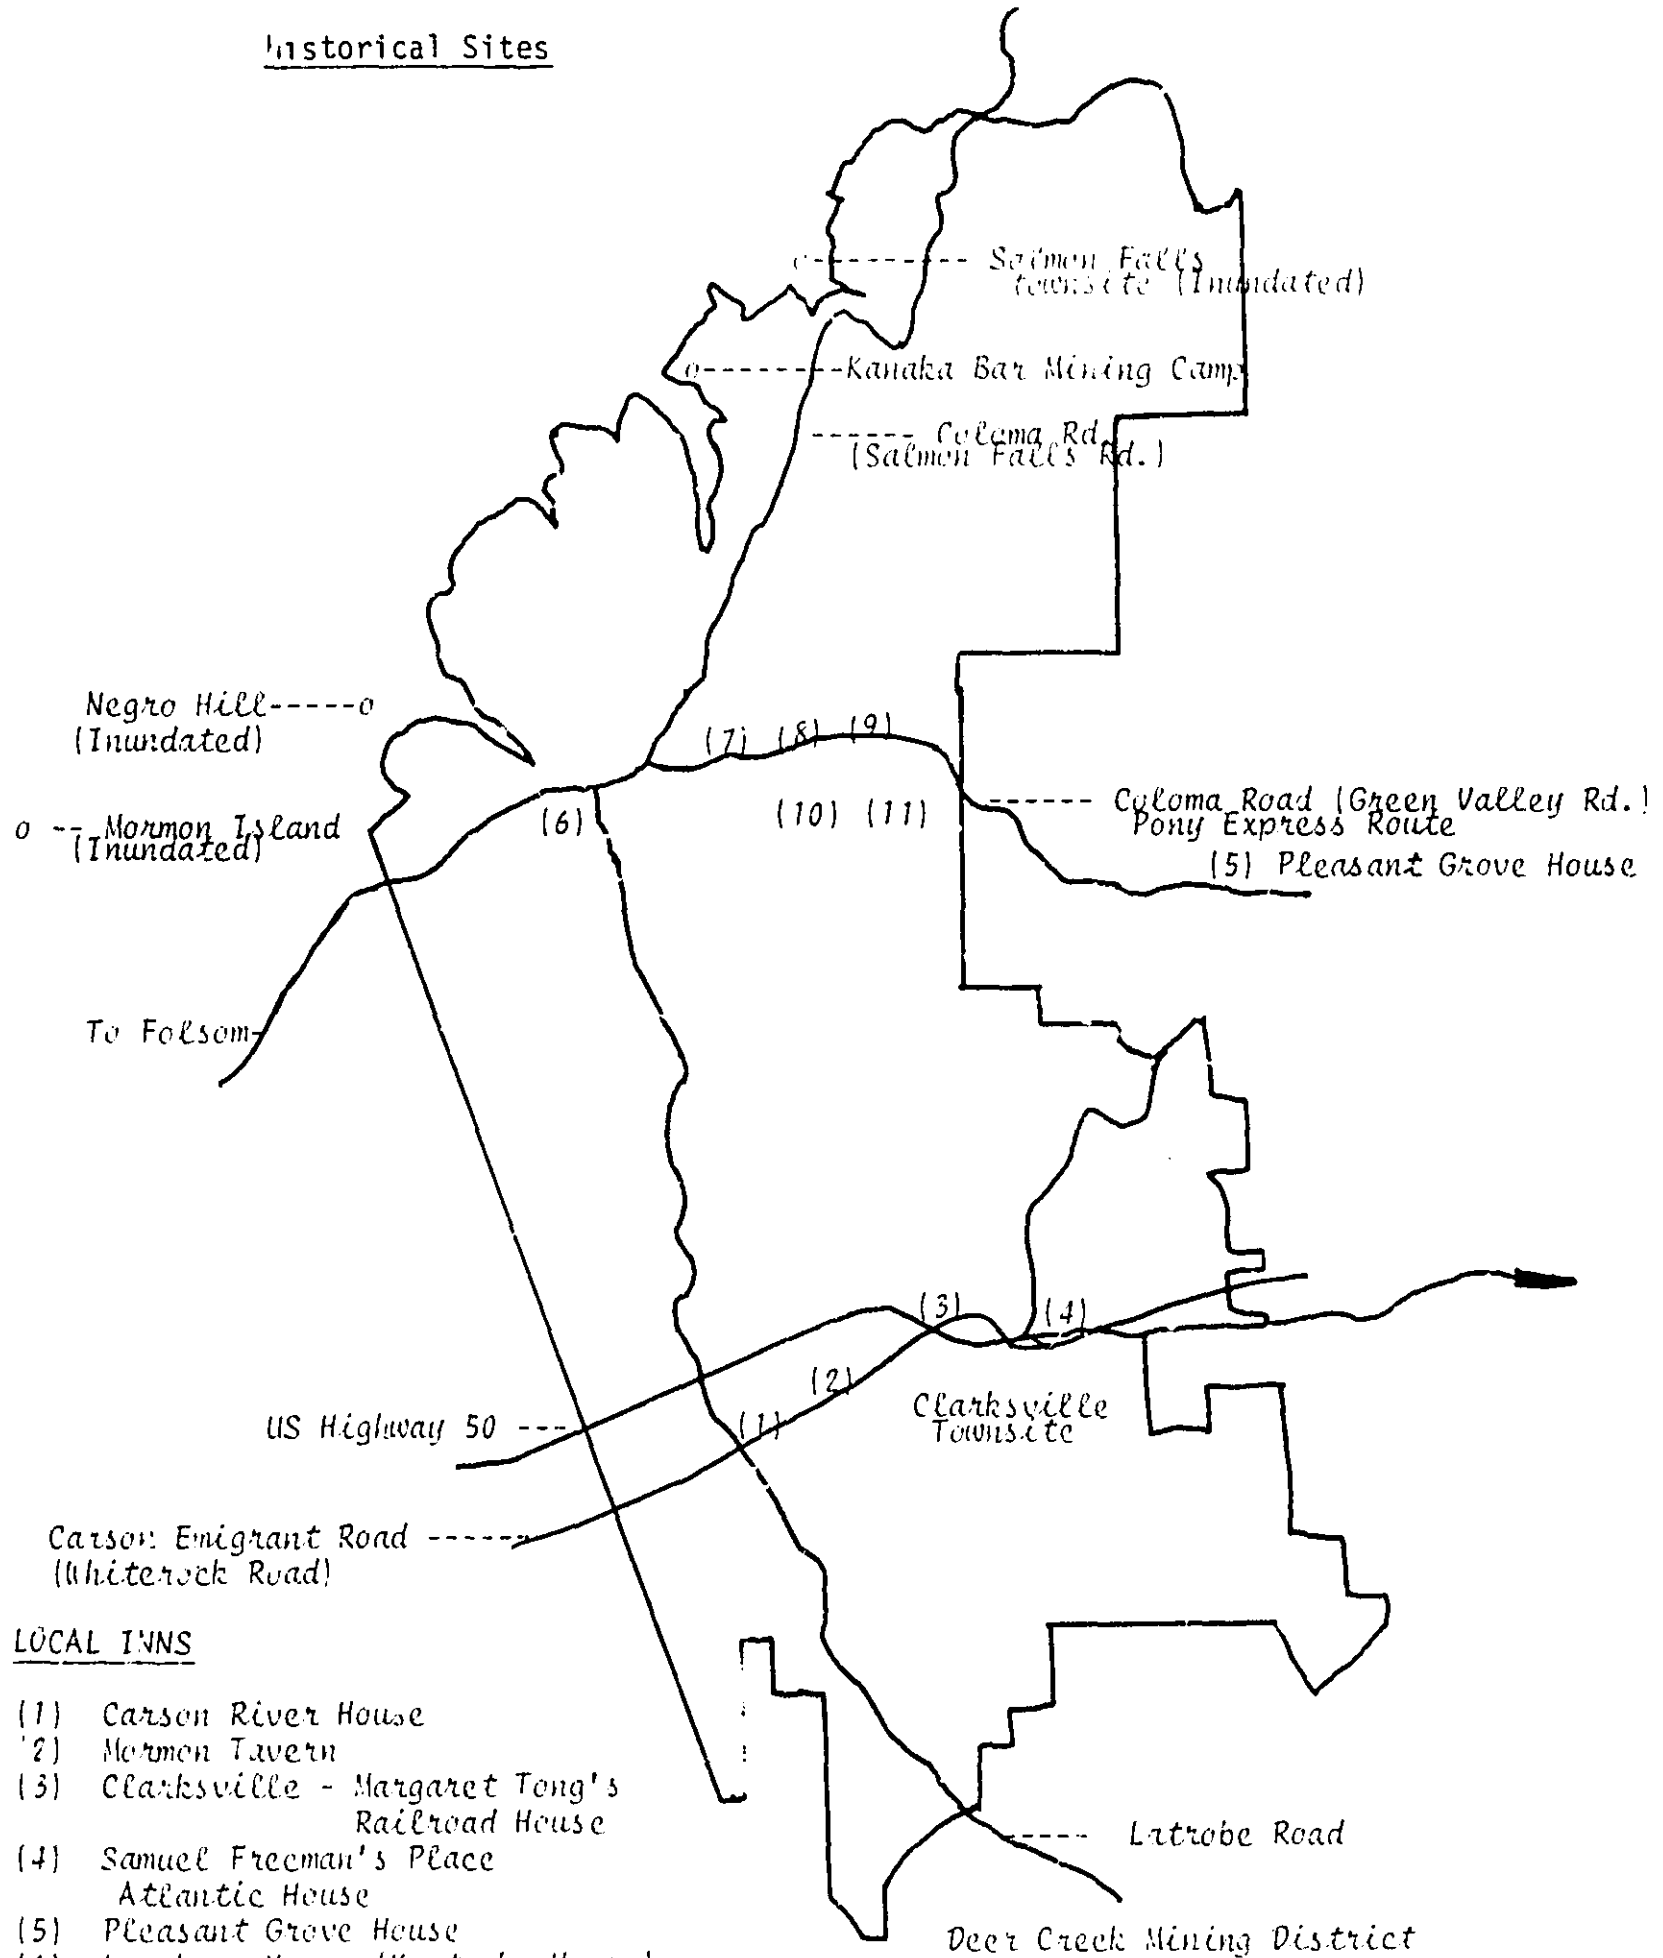 Historical Sites
Salmon Falls
townsite (Inundated)
Kanaka Bar Mining Camp
Coloma Rd.
(Salmon Falls Rd.)
Negro Hill
(Inundated)
(7) (8) (9)
Mormon Island
(Inundated)
(6)
(10) (11)
Coloma Road (Green Valley Rd.)
Pony Express Route
(5) Pleasant Grove House
To Folsom
(3)
(4)
(2)
(1)
Clarksville
Townsite
US Highway 50
Carson Emigrant Road
(Whiterock Road)
LOCAL INNS
(1) Carson River House
(2) Mormon Tavern
(3) Clarksville - Margaret Tong's
Railroad House
(4) Samuel Freeman's Place
Atlantic House
(5) Pleasant Grove House
Latrobe Road
Deer Creek Mining District